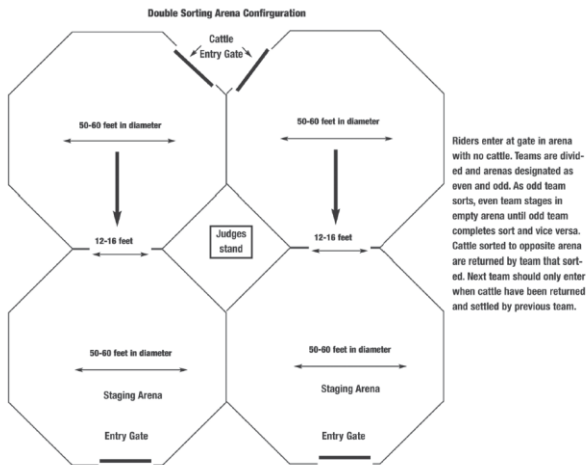 Double Sorting Arena Confirguration
Cattle
Entry Gate
50-60 feet in diameter
50-60 feet in diameter
Riders enter at gate in arena
with no cattle. Teams are divid-
ed and arenas designated as
even and odd. As odd team
sorts, even team stages in
empty arena until odd team
completes sort and vice versa.
Cattle sorted to opposite arena
are returned by team that sort-
ed. Next team should only enter
when cattle have been returned
and settled by previous team.
12-16 feet
Judges
stand
12-16 feet
50-60 feet in diameter
50-60 feet in diameter
Staging Arena
Staging Arena
Entry Gate
Entry Gate